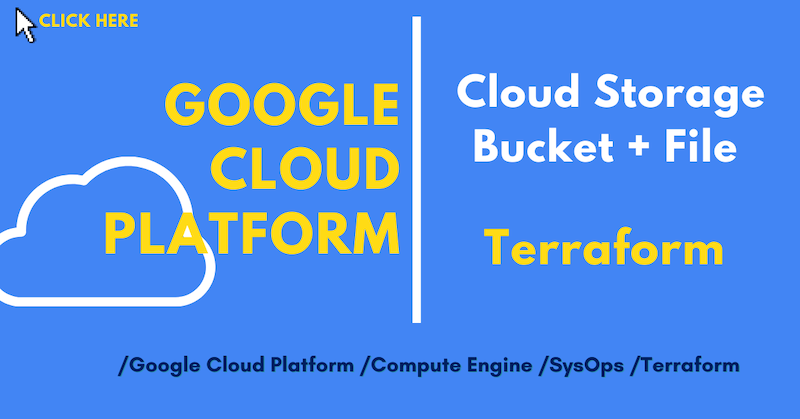 CLICK HERE
GOOGLE
CLOUD
PLATFORM
Cloud Storage
Bucket + File
Terraform
/Google Cloud Platform /Compute Engine /SysOps /Terraform